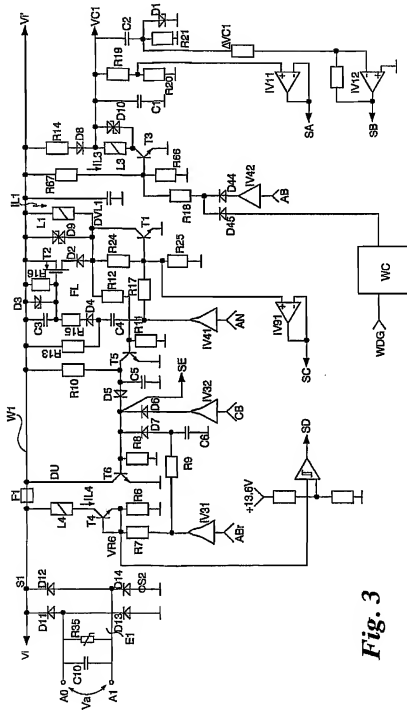 Vi
Vi'
VC1
W1
S1
F1
D11
D12
D13
D14
S2
R35
E1
C10
A0
A1
Va
DU
L4
IL4
T4
VR6
R6
R7
IV31
ABr
R9
T6
R8
D7
D6
C6
IV32
CB
SE
SD
+13.6V
R10
D5
C5
T5
R11
R12
R13
R15
D4
C4
C3
D3
R16
T2
FL
D2
D9
L1
IL1
DVL1
R24
R17
T1
R25
IV41
AN
IV91
SC
R67
R14
D8
IL3
L3
D10
T3
R66
R18
D44
D45
IV42
AB
WC
WDG
C1
R19
R20
C2
D1
R21
ΔVC1
IV11
IV12
SA
SB
Fig. 3